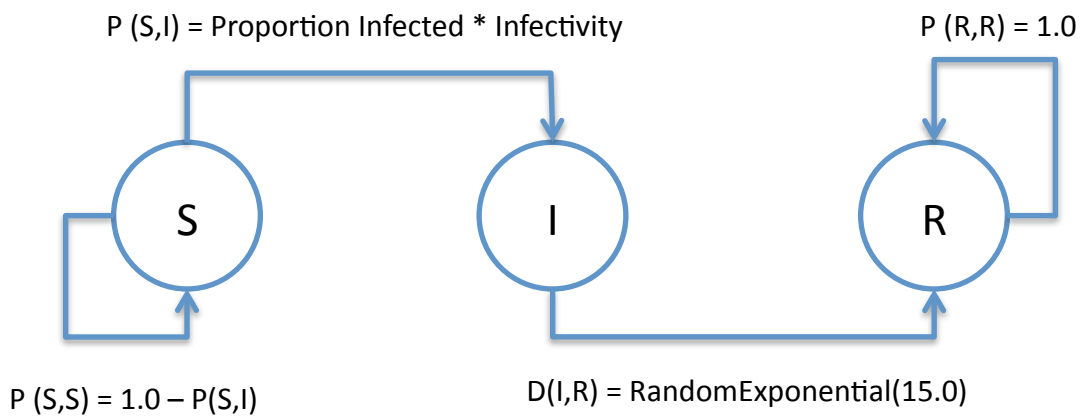 P (S,I) = Proportion Infected * Infectivity
P (R,R) = 1.0
S
I
R
P (S,S) = 1.0 – P(S,I)
D(I,R) = RandomExponential(15.0)